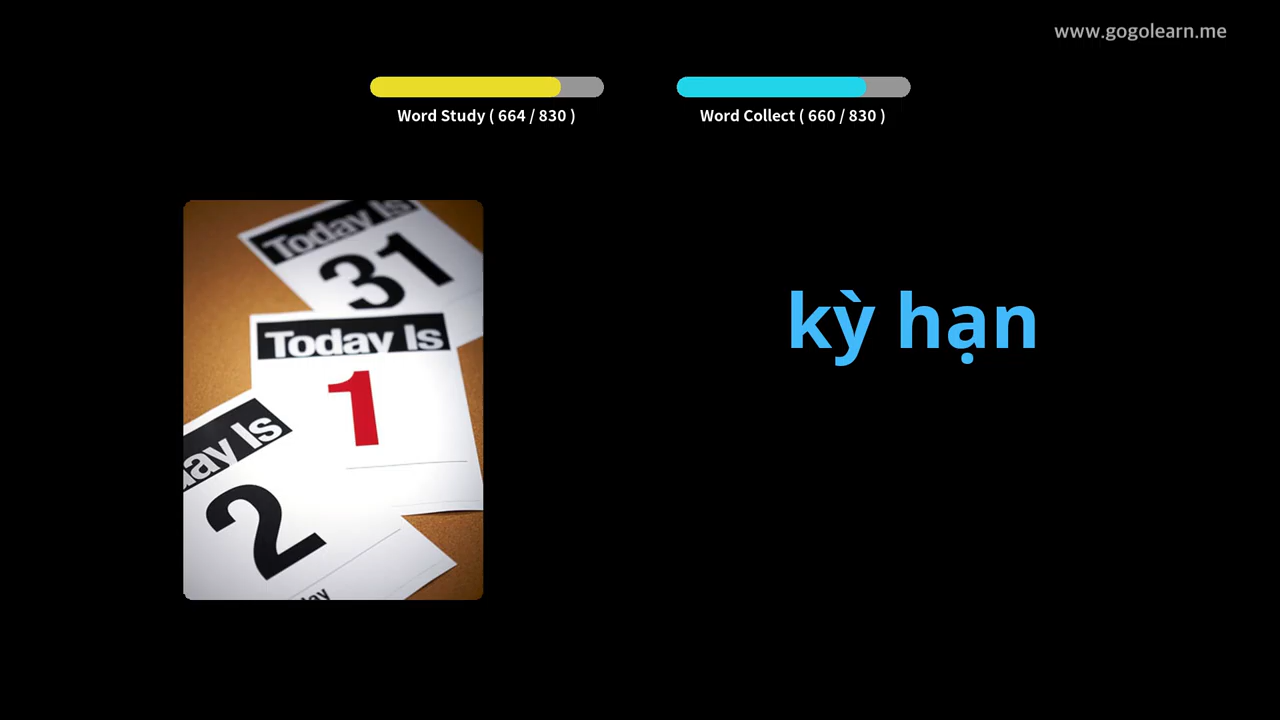 www.gogolearn.me
Word Study ( 664 / 830 )
Word Collect ( 660 / 830 )
Today Is
31
Today Is
1
ay Is
2
kỳ hạn